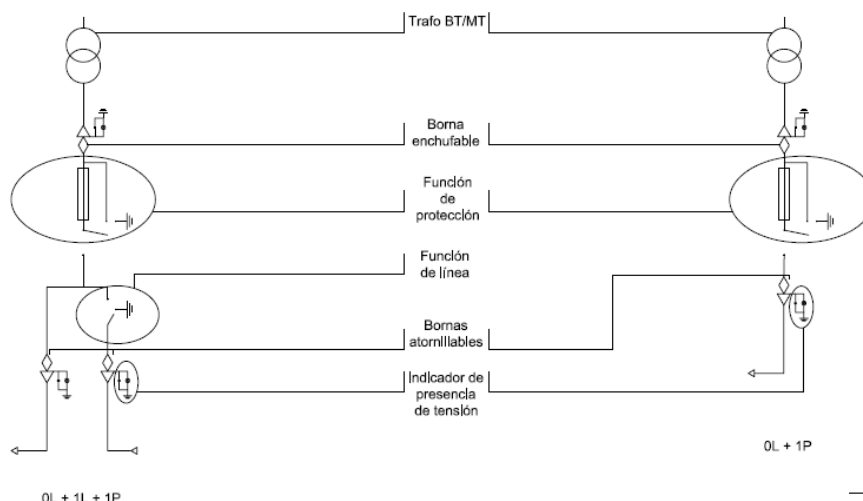 Trafo BT/MT
Borna
enchufable
Función
de
protección
Función
de línea
Bornas
atornillables
Indicador de
presencia
de tensión
0L + 1P
0L + 1L + 1P